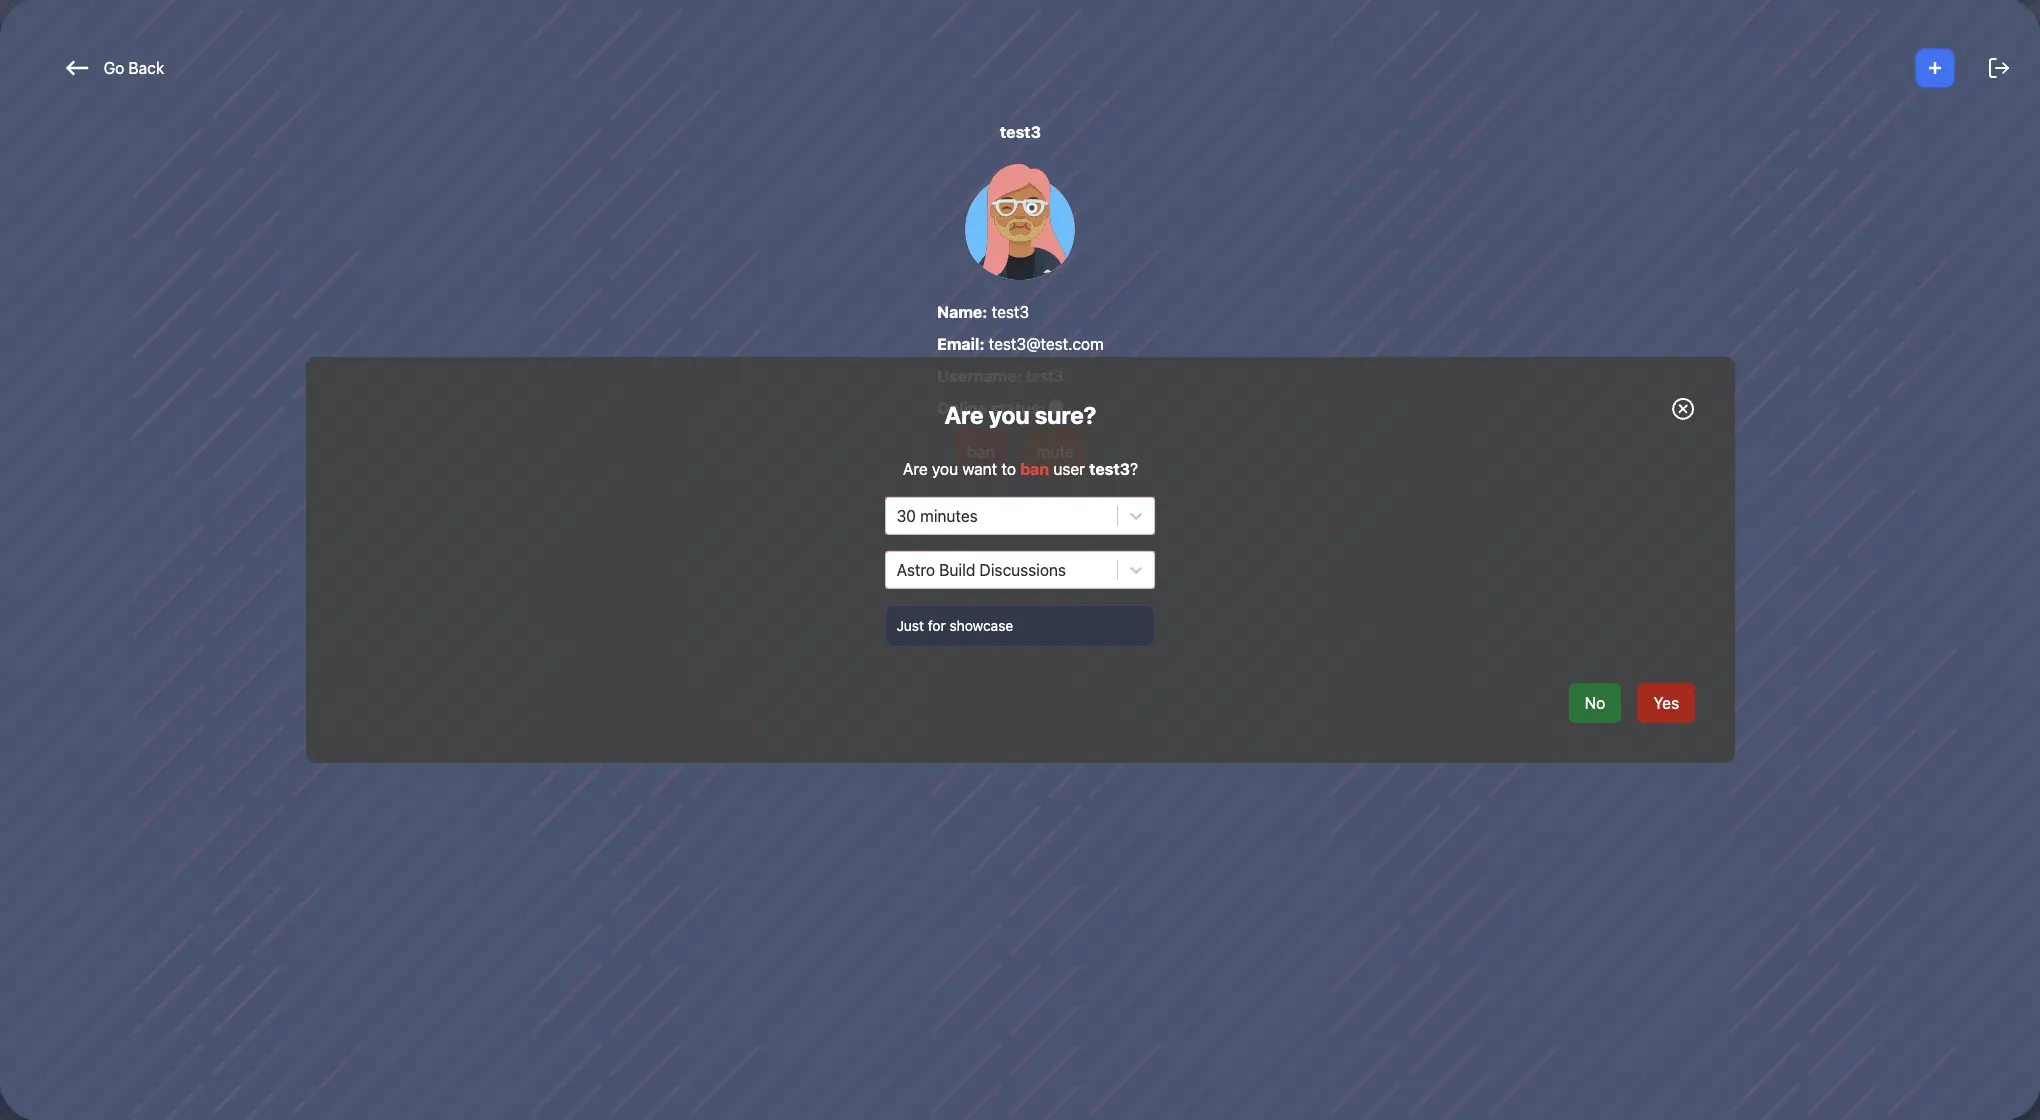 Go Back
test3
Name: test3
Email: test3@test.com
Username: test3
Are you sure?
ban mute
Are you want to ban user test3?
30 minutes
Astro Build Discussions
Just for showcase
No Yes